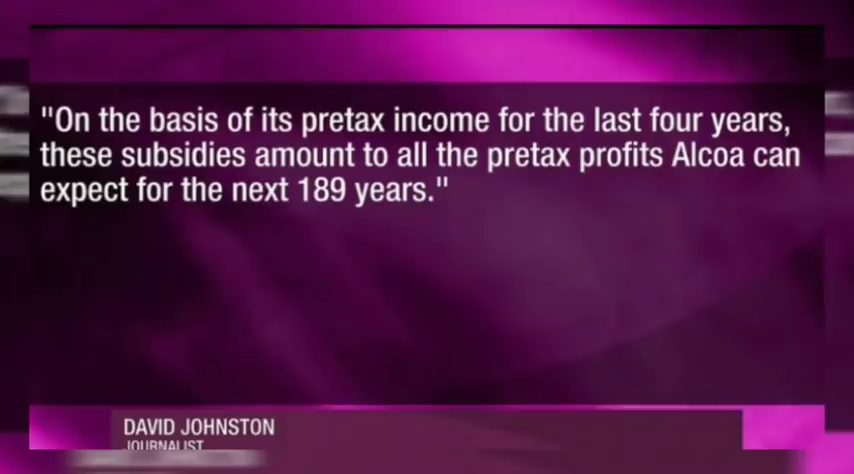 "On the basis of its pretax income for the last four years,
these subsidies amount to all the pretax profits Alcoa can
expect for the next 189 years."
DAVID JOHNSTON
JOURNALIST